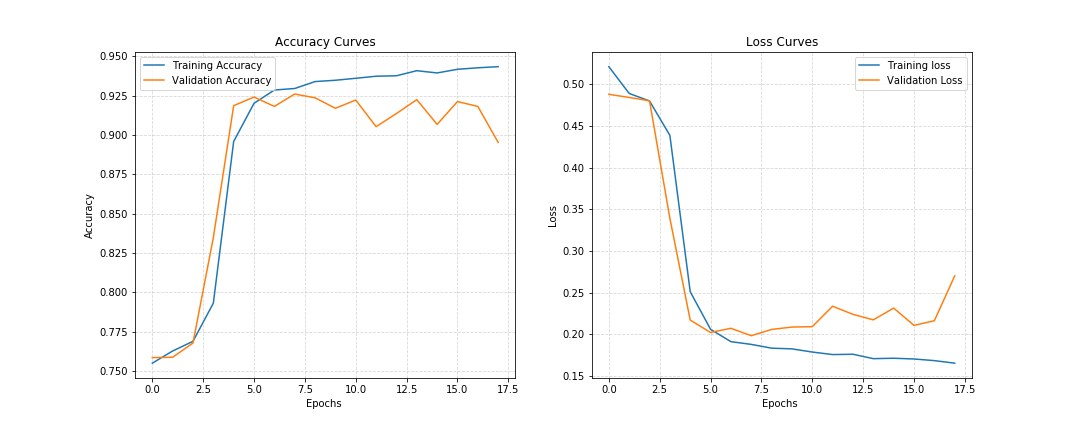 Accuracy Curves
Training Accuracy
Validation Accuracy
0.950
0.925
0.900
0.875
0.850
0.825
0.800
0.775
0.750
Accuracy
0.0 2.5 5.0 7.5 10.0 12.5 15.0 17.5
Epochs
Loss Curves
Training loss
Validation Loss
0.50
0.45
0.40
0.35
0.30
0.25
0.20
0.15
Loss
0.0 2.5 5.0 7.5 10.0 12.5 15.0 17.5
Epochs